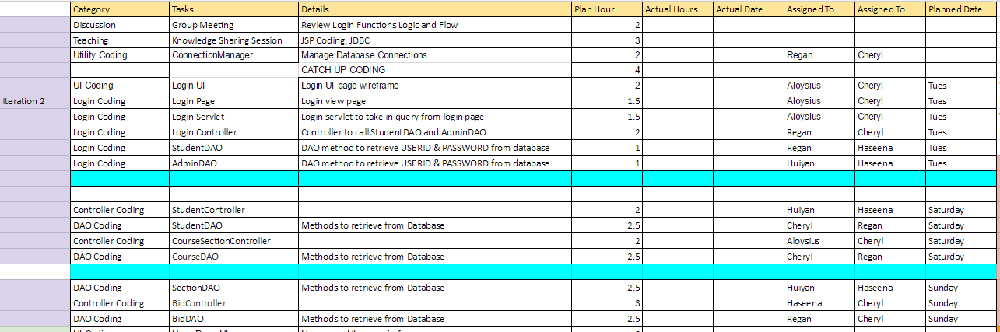 Category Tasks Details Plan Hour Actual Hours Actual Date Assigned To Assigned To Planned Date
Discussion Group Meeting Review Login Functions Logic and Flow 2
Teaching Knowledge Sharing Session JSP Coding, JDBC 3
Utility Coding ConnectionManager Manage Database Connections 2 Regan Cheryl
CATCH UP CODING 4
UI Coding Login UI Login UI page wireframe 2 Aloysius Cheryl Tues
Iteration 2 Login Coding Login Page Login view page 1.5 Aloysius Cheryl Tues
Login Coding Login Servlet Login servlet to take in query from login page 1.5 Aloysius Cheryl Tues
Login Coding Login Controller Controller to call StudentDAO and AdminDAO 2 Regan Cheryl Tues
Login Coding StudentDAO DAO method to retrieve USERID & PASSWORD from database 1 Regan Haseena Tues
Login Coding AdminDAO DAO method to retrieve USERID & PASSWORD from database 1 Huiyan Haseena Tues
Controller Coding StudentController 2 Huiyan Haseena Saturday
DAO Coding StudentDAO Methods to retrieve from Database 2.5 Cheryl Regan Saturday
Controller Coding CourseSectionController 2 Aloysius Cheryl Saturday
DAO Coding CourseDAO Methods to retrieve from Database 2.5 Cheryl Regan Saturday
DAO Coding SectionDAO Methods to retrieve from Database 2.5 Huiyan Haseena Sunday
Controller Coding BidController 3 Haseena Cheryl Sunday
DAO Coding BidDAO Methods to retrieve from Database 2.5 Regan Cheryl Sunday